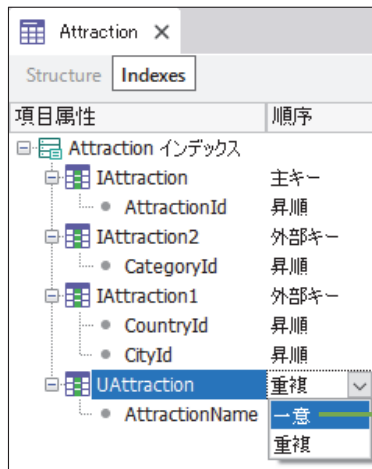 Attraction
Structure Indexes
項目属性 順序
Attraction インデックス
IAttraction 主キー
AttractionId 昇順
IAttraction2 外部キー
CategoryId 昇順
IAttraction1 外部キー
CountryId 昇順
CityId 昇順
UAttraction 重複
AttractionName 一意
重複